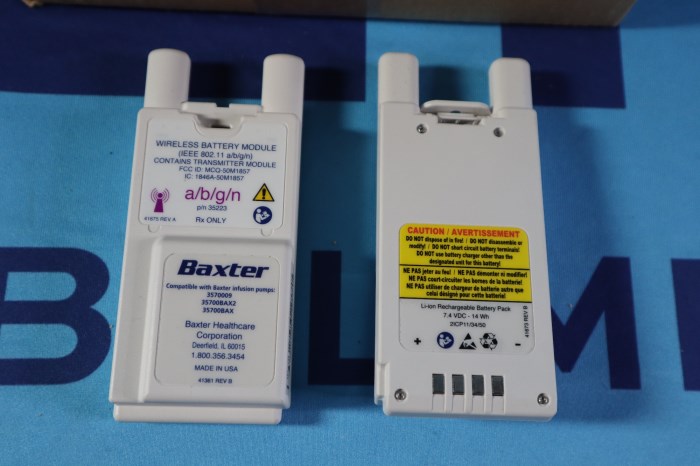 WIRELESS BATTERY MODULE
(IEEE 802.11 a/b/g/n)
CONTAINS TRANSMITTER MODULE
FCC ID: MCQ-50M1857
IC: 1846A-50M1857
a/b/g/n
p/n 35223
41875 REV A
Rx ONLY
Baxter
Compatible with Baxter infusion pumps:
3570009
35700BAX2
35700BAX
Baxter Healthcare
Corporation
Deerfield, IL 60015
1.800.356.3454
MADE IN USA
41361 REV B
CAUTION / AVERTISSEMENT
DO NOT dispose of in fire! / DO NOT disassemble or
modify! / DO NOT short circuit battery terminals!
DO NOT use battery charger other than the
designated unit for this battery!
NE PAS jeter au feu! / NE PAS demonter ni modifier!
NE PAS court-circuiter les bornes de la batterie!
NE PAS utiliser de chargeur de batterie autre que
celui désigné pour cette batterie!
Li-ion Rechargeable Battery Pack
7.4 VDC - 14 Wh
2ICP11/34/50
+
-
41873 REV B